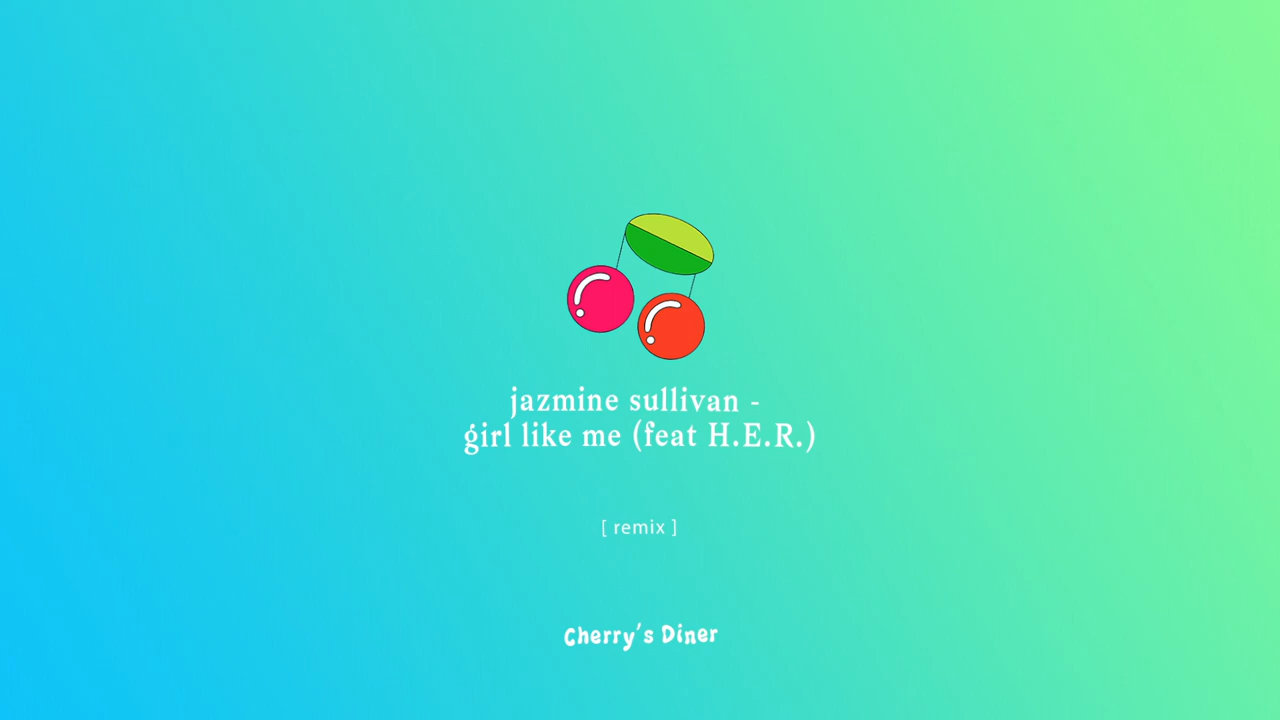 jazmine sullivan -
girl like me (feat H.E.R.)
[ remix ]
Cherry's Diner